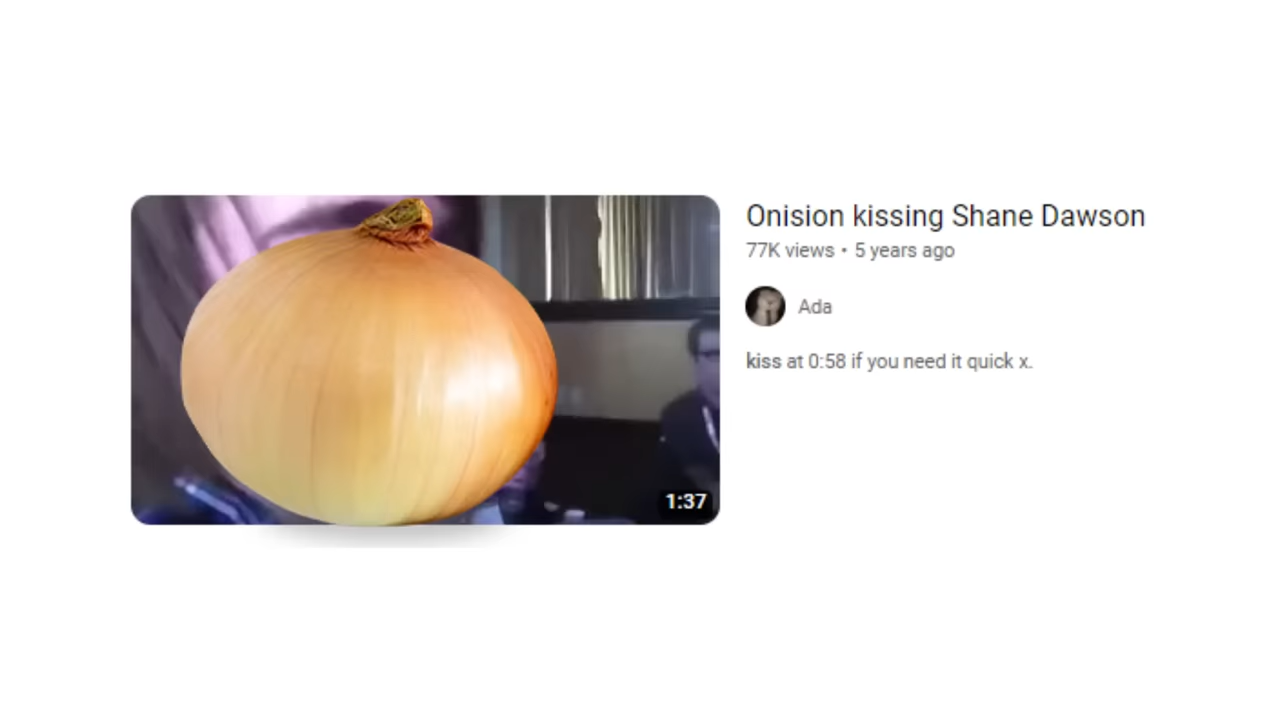 Onision kissing Shane Dawson
77K views • 5 years ago
Ada
kiss at 0:58 if you need it quick x.
1:37